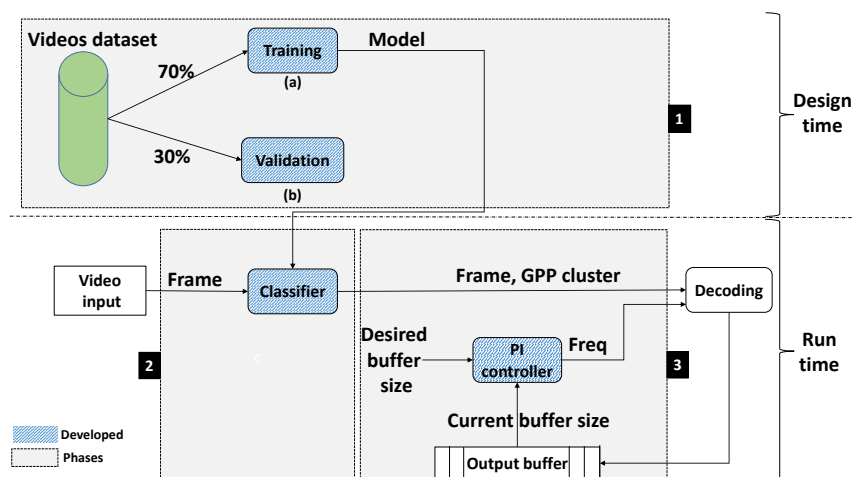 Videos dataset
70%
30%
Training
(a)
Model
Validation
(b)
1
Design
time
Video
input
Frame
Classifier
Frame, GPP cluster
Decoding
Desired
buffer
size
PI
controller
Freq
2
3
Run
time
Current buffer size
Output buffer
Developed
Phases